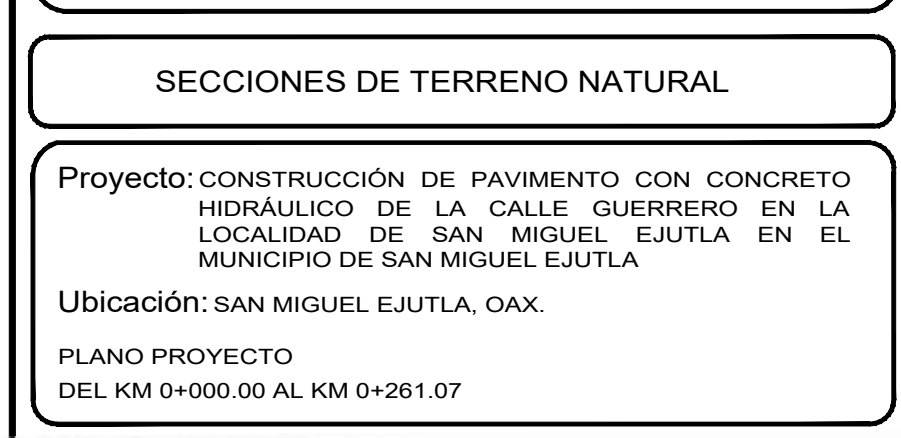 SECCIONES DE TERRENO NATURAL
Proyecto: CONSTRUCCIÓN DE PAVIMENTO CON CONCRETO
HIDRÁULICO DE LA CALLE GUERRERO EN LA
LOCALIDAD DE SAN MIGUEL EJUTLA EN EL
MUNICIPIO DE SAN MIGUEL EJUTLA
Ubicación: SAN MIGUEL EJUTLA, OAX.
PLANO PROYECTO
DEL KM 0+000.00 AL KM 0+261.07